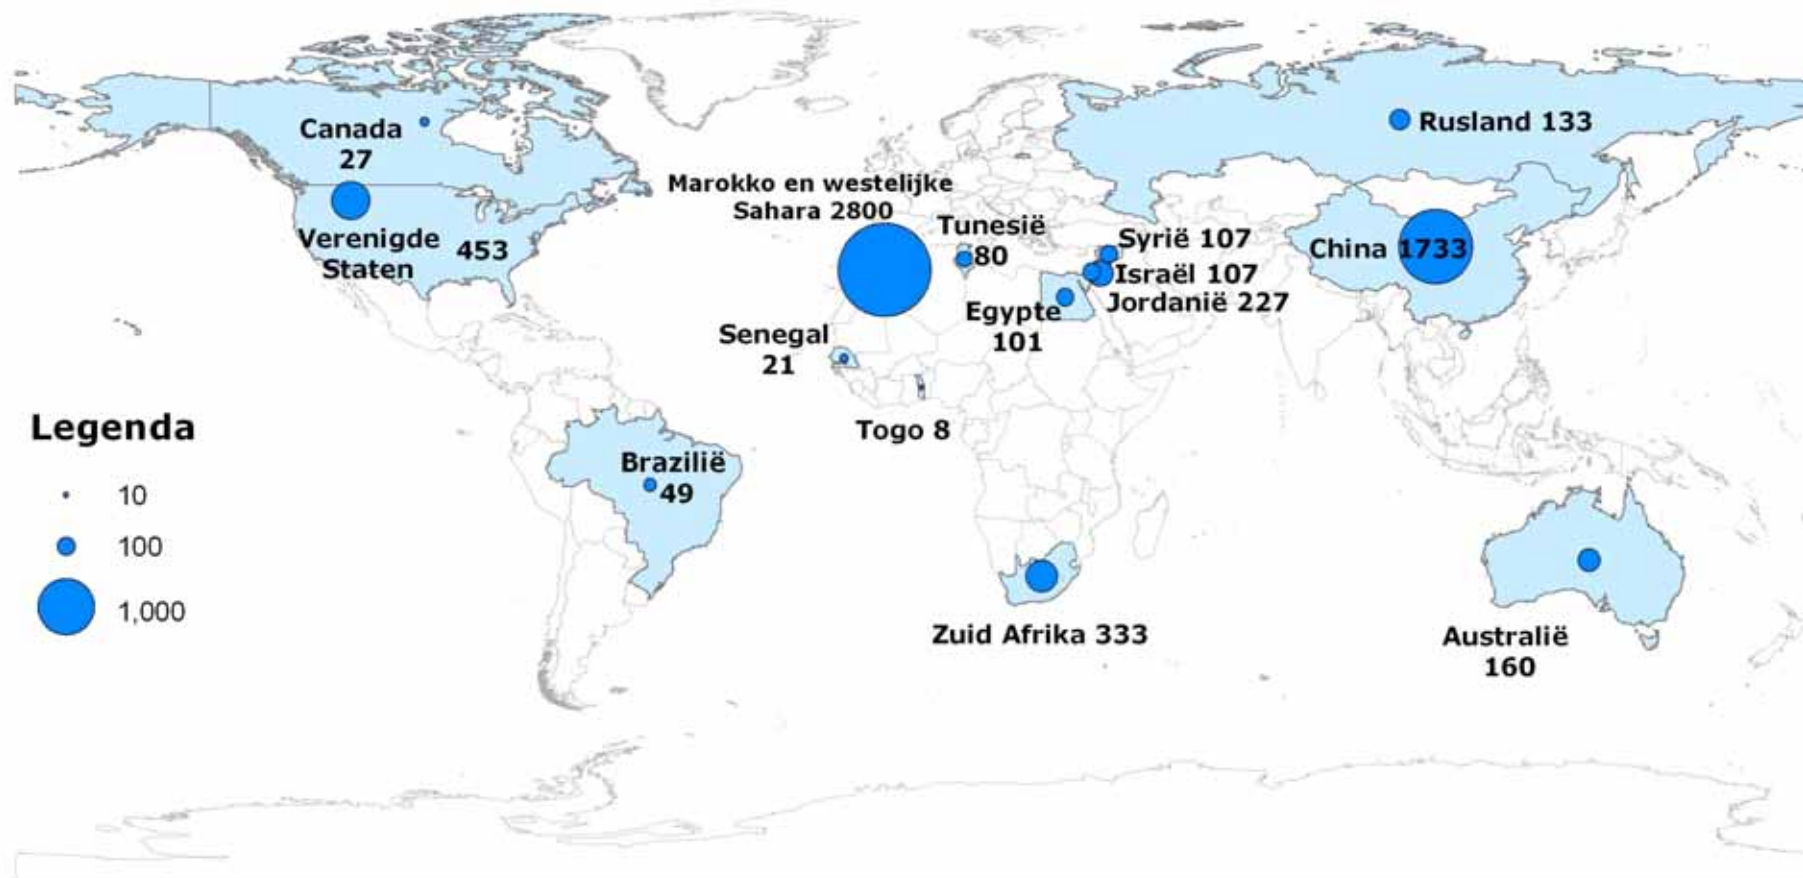 Canada
27
Verenigde
Staten
453
Marokko en westelijke
Sahara 2800
Tunesië
80
Syrië 107
Israël 107
Jordanië 227
Egypte
101
Senegal
21
Togo 8
Rusland 133
China 1733
Brazilië
49
Zuid Afrika 333
Australië
160
Legenda
10
100
1,000